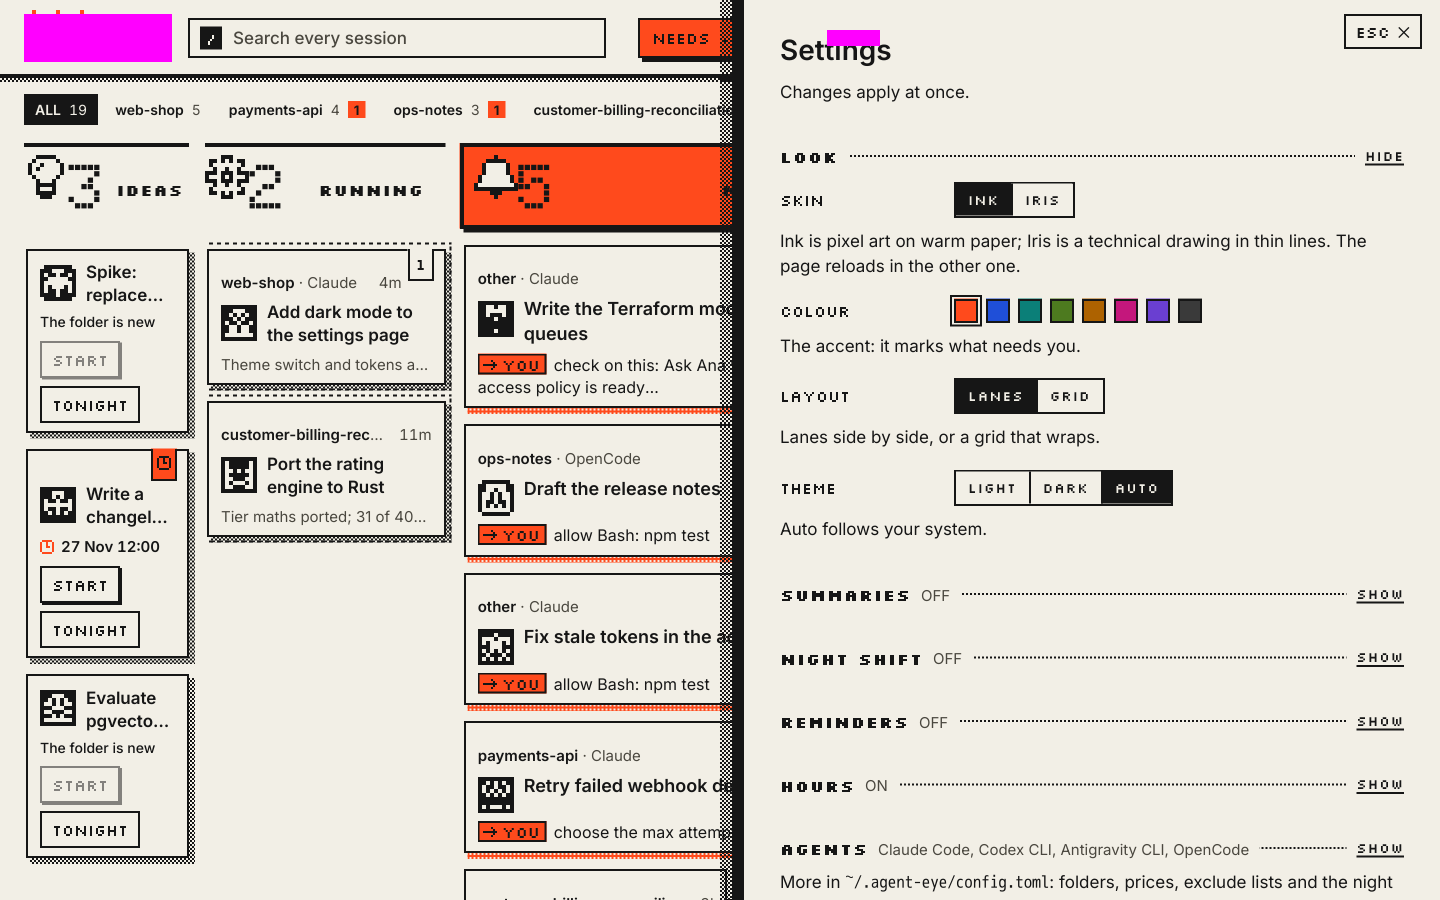 Search every session
NEEDS
ALL 19
web-shop 5
payments-api 4 1
ops-notes 3 1
3 IDEAS
2 RUNNING
5
Spike:
replace…
The folder is new
START
TONIGHT
Write a
changel…
27 Nov 12:00
START
TONIGHT
Evaluate
pgvecto…
The folder is new
START
TONIGHT
1
web-shop · Claude 4m
Add dark mode to
the settings page
Theme switch and tokens a…
customer-billing-rec… 11m
Port the rating
engine to Rust
Tier maths ported; 31 of 40…
other · Claude
Write the Terraform
queues
→ YOU check on this: Ask Ana
access policy is ready…
ops-notes · OpenCode
Draft the release notes
→ YOU allow Bash: npm test
other · Claude
Fix stale tokens in the
→ YOU allow Bash: npm test
payments-api · Claude
Retry failed webhook
→ YOU choose the max
Settings
ESC ×
Changes apply at once.
LOOK HIDE
SKIN INK IRIS
Ink is pixel art on warm paper; Iris is a technical drawing in thin lines. The
page reloads in the other one.
COLOUR
The accent: it marks what needs you.
LAYOUT LANES GRID
Lanes side by side, or a grid that wraps.
THEME LIGHT DARK AUTO
Auto follows your system.
SUMMARIES OFF SHOW
NIGHT SHIFT OFF SHOW
REMINDERS OFF SHOW
HOURS ON SHOW
AGENTS Claude Code, Codex CLI, Antigravity CLI, OpenCode SHOW
More in ~/.agent-eye/config.toml: folders, prices, exclude lists and the night